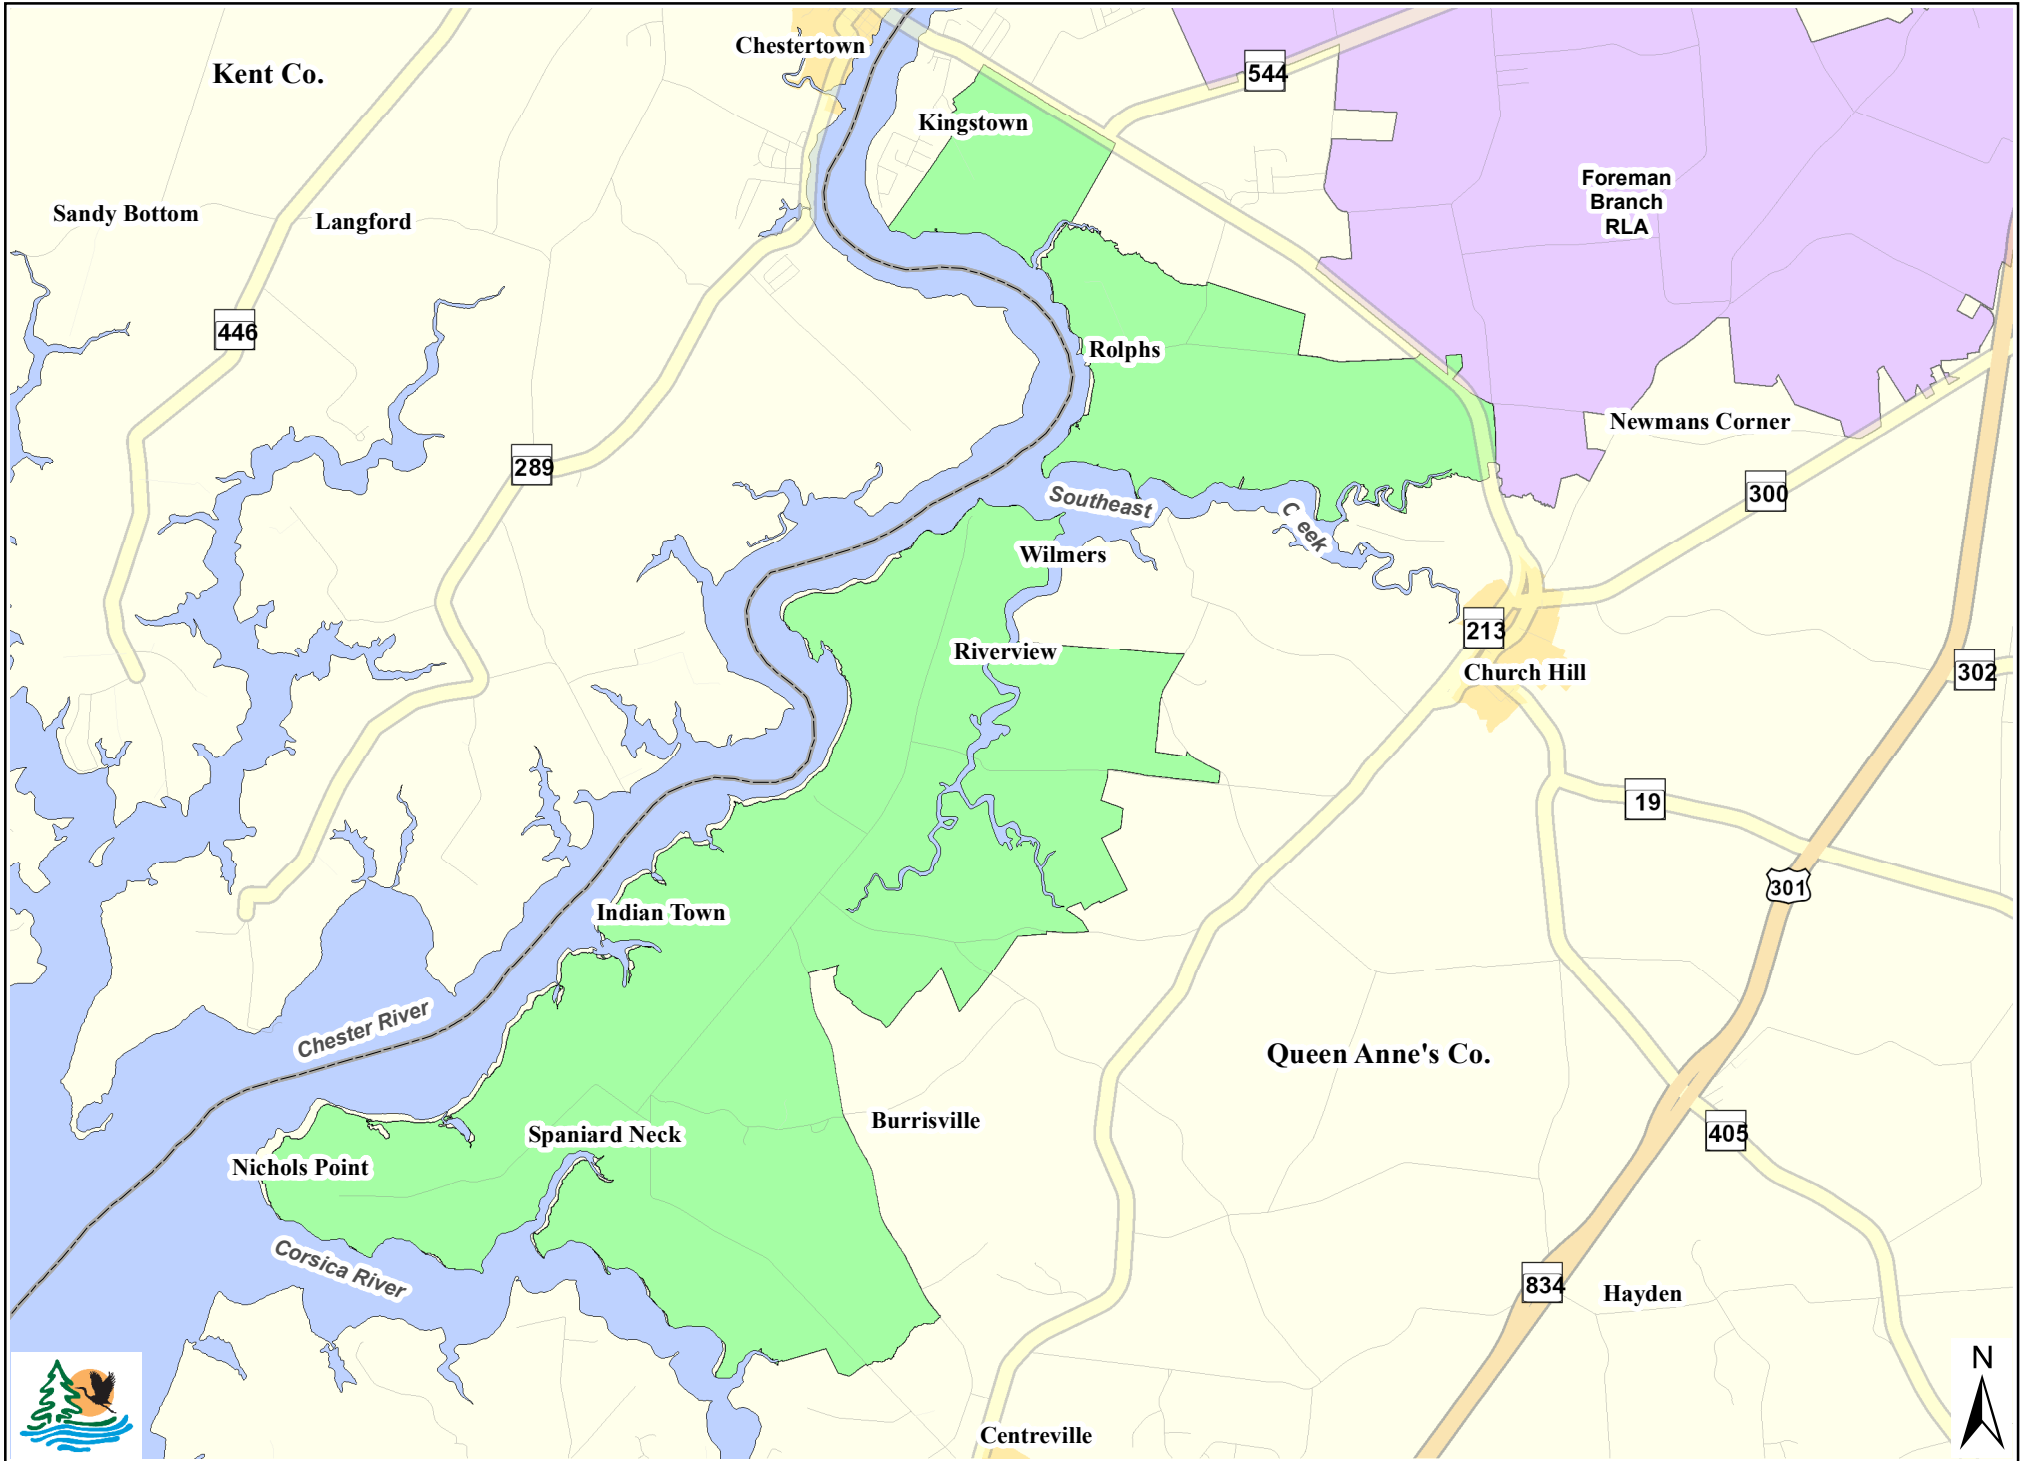 Chestertown
Kent Co.
544
Kingstown
Foreman
Branch
RLA
Sandy Bottom
Langford
446
Rolphs
Newmans Corner
289
300
Southeast
C eek
Wilmers
213
Riverview
Church Hill
302
19
301
Indian Town
Chester River
Queen Anne's Co.
Burrisville
405
Spaniard Neck
Nichols Point
Corsica River
834
Hayden
N
Centreville